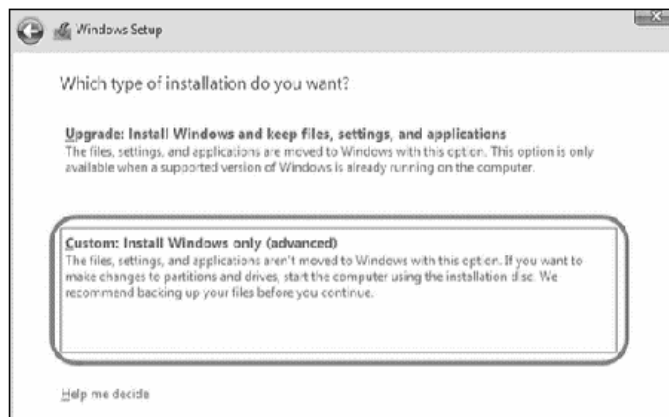 Windows Setup
Which type of installation do you want?
Upgrade: Install Windows and keep files, settings, and applications
The files, settings, and applications are moved to Windows with this option. This option is only
available when a supported version of Windows is already running on the computer.
Custom: Install Windows only (advanced)
The files, settings, and applications aren't moved to Windows with this option. If you want to
make changes to partitions and drives, start the computer using the installation disc. We
recommend backing up your files before you continue.
Help me decide